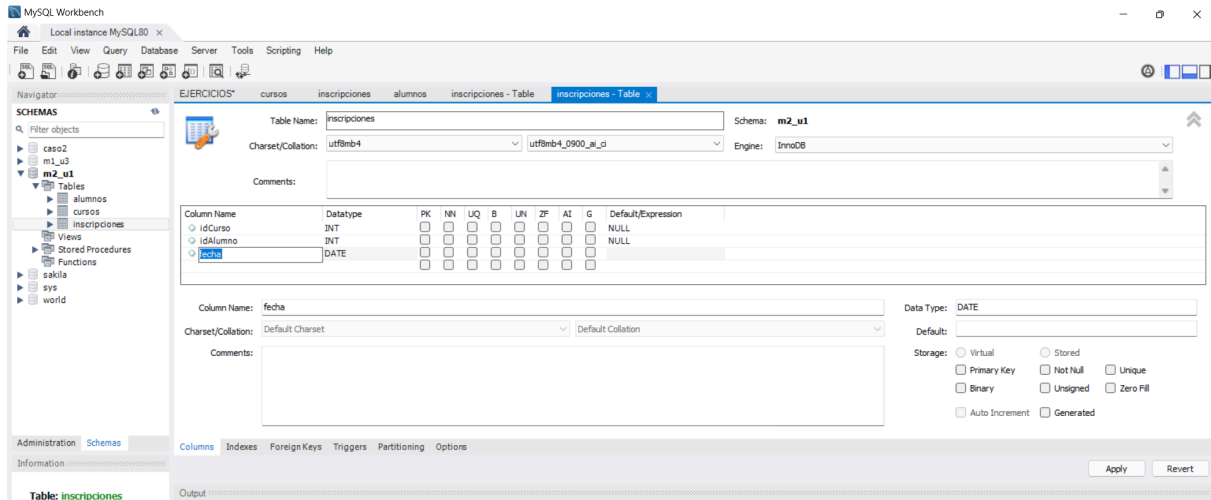 MySQL Workbench
Local instance MySQL80
File Edit View Query Database Server Tools Scripting Help
Navigator
SCHEMAS
Filter objects
caso2
m1_u3
m2_u1
Tables
alumnos
cursos
inscripciones
Views
Stored Procedures
Functions
sakila
sys
world
Administration Schemas
Information
Table: inscripciones
EJERCICIOS* cursos inscripciones alumnos inscripciones - Table inscripciones - Table
Table Name: inscripciones Schema: m2_u1
Charset/Collation: utf8mb4 utf8mb4_0900_ai_ci Engine: InnoDB
Comments:
Column Name Datatype PK NN UQ B UN ZF AI G Default/Expression
idCurso INT NULL
idAlumno INT NULL
fecha DATE
Column Name: fecha Data Type: DATE
Charset/Collation: Default Charset Default Collation Default:
Comments: Storage: Virtual Stored
Primary Key Not Null Unique
Binary Unsigned Zero Fill
Auto Increment Generated
Columns Indexes Foreign Keys Triggers Partitioning Options
Apply Revert
Output